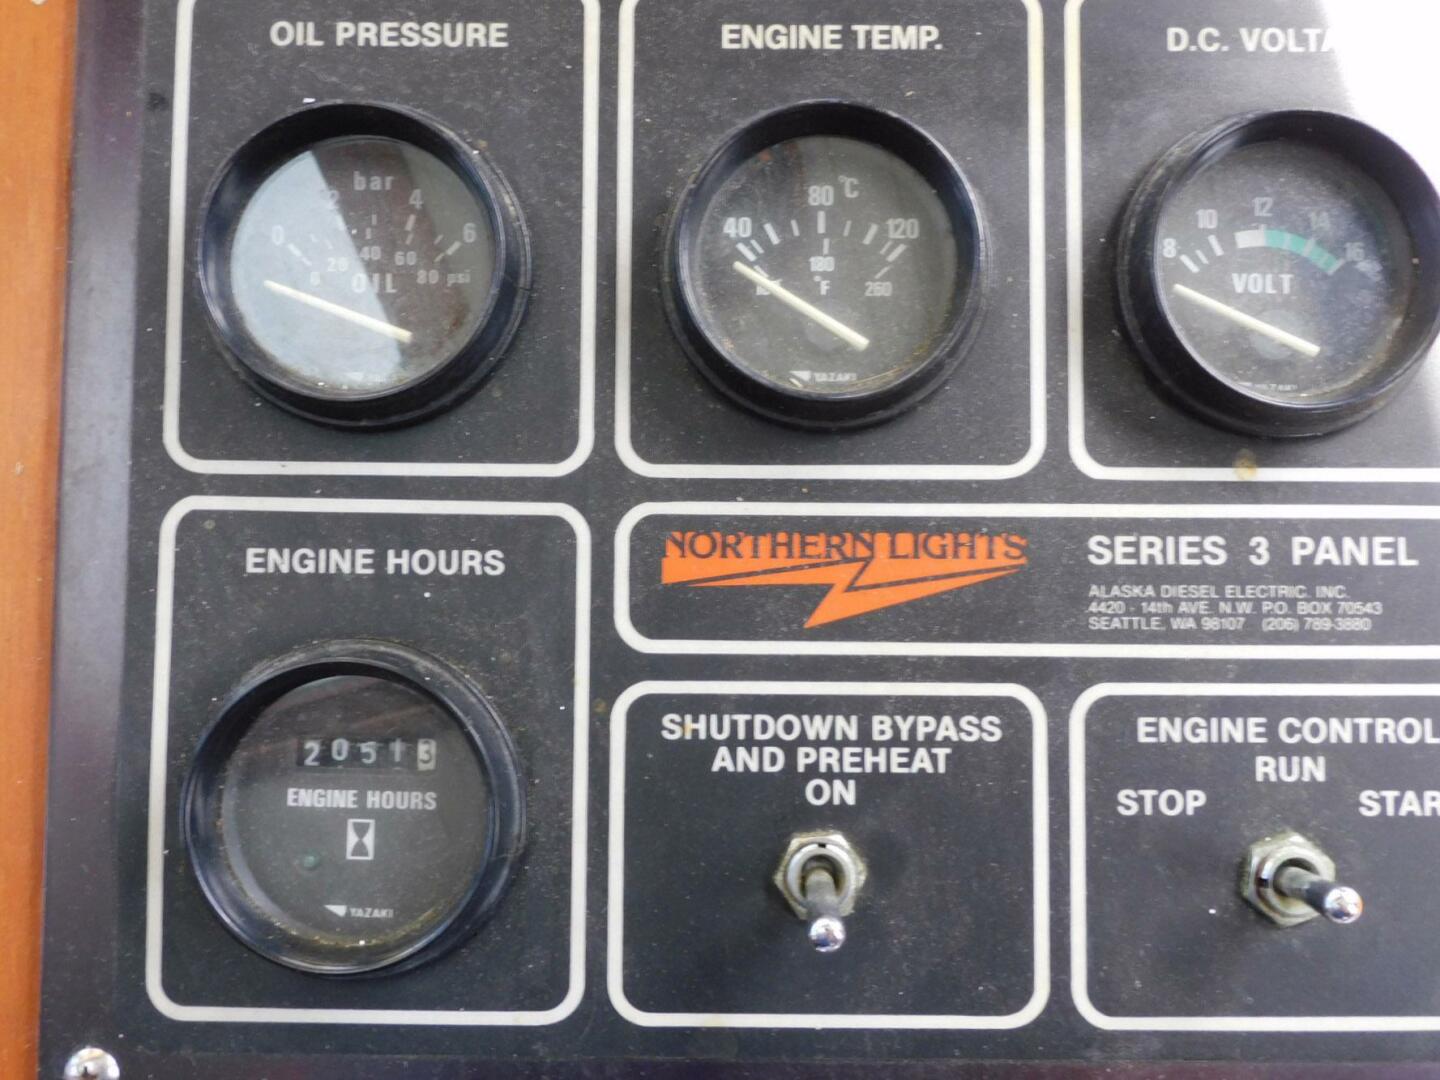 OIL PRESSURE
ENGINE TEMP.
D.C. VOLTA
bar
2 4
0 6
0 20 40 60 80 psi
OIL
80 °C
40 120
180
°F 260
YAZAKI
8 10 12 14 16
VOLT
YAZAKI
ENGINE HOURS
NORTHERN LIGHTS
SERIES 3 PANEL
ALASKA DIESEL ELECTRIC. INC.
4420 - 14th AVE. N.W. P.O. BOX 70543
SEATTLE, WA 98107 (206) 789-3880
20513
ENGINE HOURS
YAZAKI
SHUTDOWN BYPASS
AND PREHEAT
ON
ENGINE CONTROL
RUN
STOP STAR